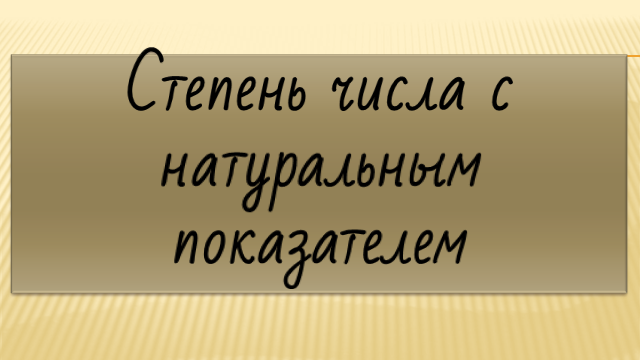 Степень числа с
натуральным
показателем